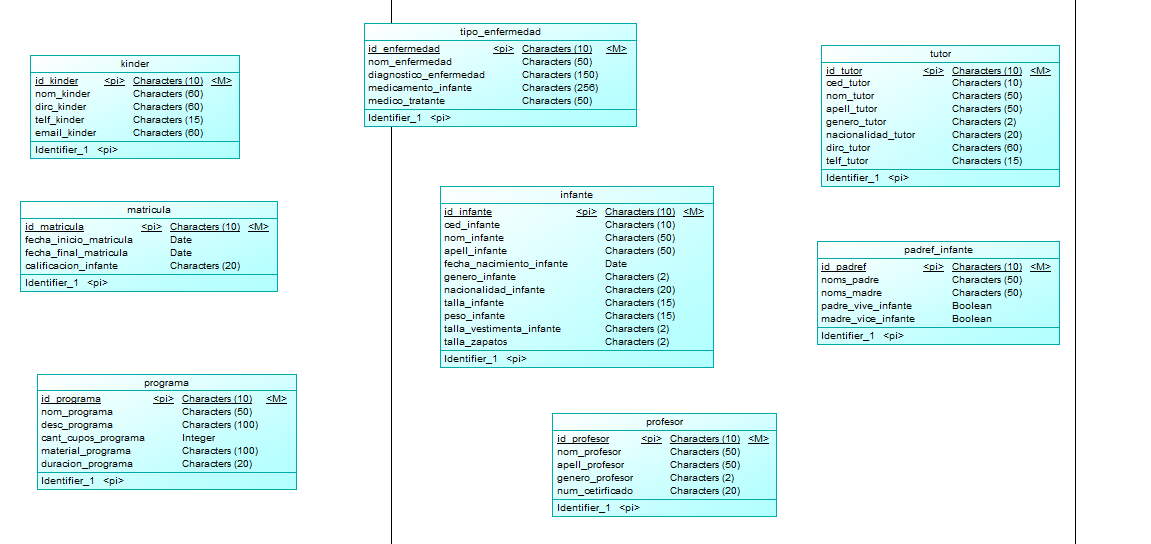 tipo_enfermedad
id_enfermedad <pi> Characters (10) <M>
nom_enfermedad Characters (50)
diagnostico_enfermedad Characters (150)
medicamento_infante Characters (256)
medico_tratante Characters (50)
Identifier_1 <pi>
kinder
id_kinder <pi> Characters (10) <M>
nom_kinder Characters (60)
dirc_kinder Characters (60)
telf_kinder Characters (15)
email_kinder Characters (60)
Identifier_1 <pi>
tutor
id_tutor <pi> Characters (10) <M>
ced_tutor Characters (10)
nom_tutor Characters (50)
apell_tutor Characters (50)
genero_tutor Characters (2)
nacionalidad_tutor Characters (20)
dirc_tutor Characters (60)
telf_tutor Characters (15)
Identifier_1 <pi>
matricula
id_matricula <pi> Characters (10) <M>
fecha_inicio_matricula Date
fecha_final_matricula Date
calificacion_infante Characters (20)
Identifier_1 <pi>
infante
id_infante <pi> Characters (10) <M>
ced_infante Characters (10)
nom_infante Characters (50)
apell_infante Characters (50)
fecha_nacimiento_infante Date
genero_infante Characters (2)
nacionalidad_infante Characters (20)
talla_infante Characters (15)
peso_infante Characters (15)
talla_vestimenta_infante Characters (2)
talla_zapatos Characters (2)
Identifier_1 <pi>
padref_infante
id_padref <pi> Characters (10) <M>
noms_padre Characters (50)
noms_madre Characters (50)
padre_vive_infante Boolean
madre_vice_infante Boolean
Identifier_1 <pi>
programa
id_programa <pi> Characters (10) <M>
nom_programa Characters (50)
desc_programa Characters (100)
cant_cupos_programa Integer
material_programa Characters (100)
duracion_programa Characters (20)
Identifier_1 <pi>
profesor
id_profesor <pi> Characters (10) <M>
nom_profesor Characters (50)
apell_profesor Characters (50)
genero_profesor Characters (2)
num_cetirficado Characters (20)
Identifier_1 <pi>